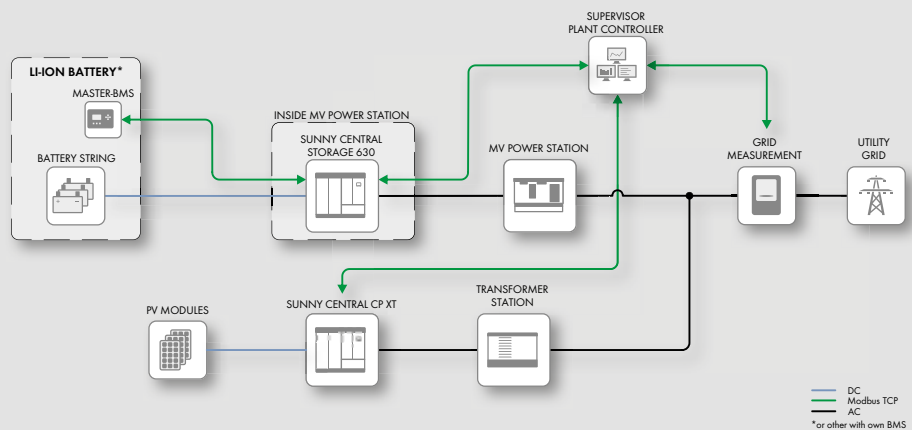 SUPERVISOR
PLANT CONTROLLER
LI-ION BATTERY*
MASTER-BMS
BATTERY STRING
INSIDE MV POWER STATION
SUNNY CENTRAL
STORAGE 630
MV POWER STATION
GRID
MEASUREMENT
UTILITY
GRID
PV MODULES
SUNNY CENTRAL CP XT
TRANSFORMER
STATION
DC
Modbus TCP
AC
*or other with own BMS